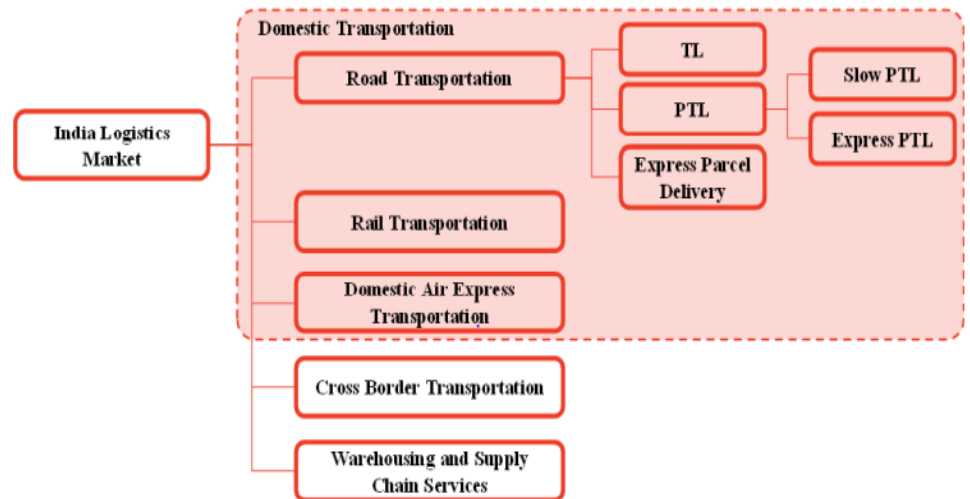 Domestic Transportation
Road Transportation
TL
PTL
Slow PTL
Express PTL
Express Parcel
Delivery
India Logistics
Market
Rail Transportation
Domestic Air Express
Transportation
Cross Border Transportation
Warehousing and Supply
Chain Services